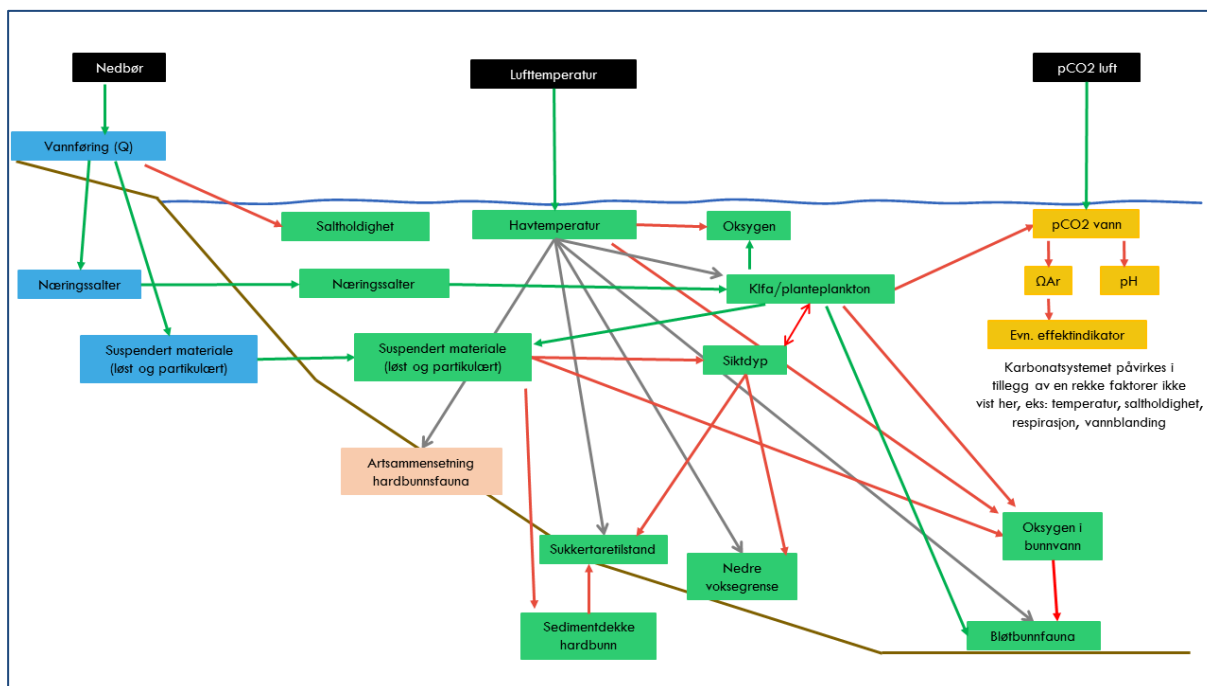 Nedbør
Lufttemperatur
pCO2 luft
Vannføring (Q)
Saltholdighet
Havtemperatur
Oksygen
pCO2 vann
Næringssalter
Næringssalter
Klfa/planteplankton
ΩAr
pH
Evn. effektindikator
Suspendert materiale
(løst og partikulært)
Suspendert materiale
(løst og partikulært)
Siktdyp
Karbonatsystemet påvirkes i
tillegg av en rekke faktorer ikke
vist her, eks: temperatur, saltholdighet,
respirasjon, vannblanding
Artsammensetning
hardbunnsfauna
Sukkertaretilstand
Nedre
voksegrense
Oksygen i
bunnvann
Sedimentdekke
hardbunn
Bløtbunnfauna